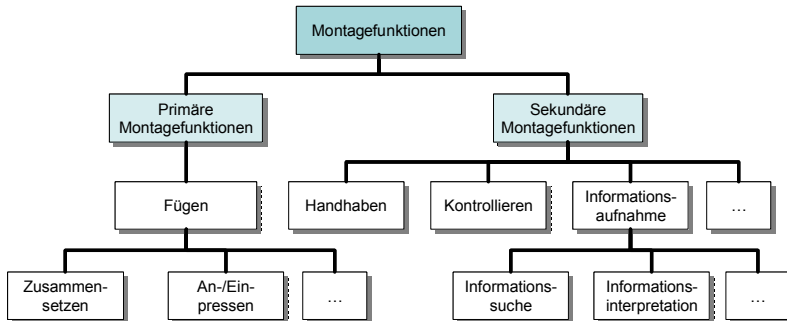 Montagefunktionen
Primäre
Montagefunktionen
Sekundäre
Montagefunktionen
Fügen
Handhaben
Kontrollieren
Informations-
aufnahme
...
Zusammen-
setzen
An-/Ein-
pressen
...
Informations-
suche
Informations-
interpretation
...